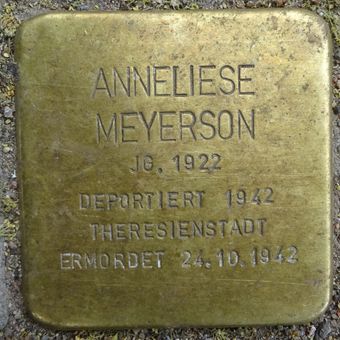 ANNELIESE
MEYERSON
JG. 1922
DEPORTIERT 1942
THERESIENSTADT
ERMORDET 24.10.1942